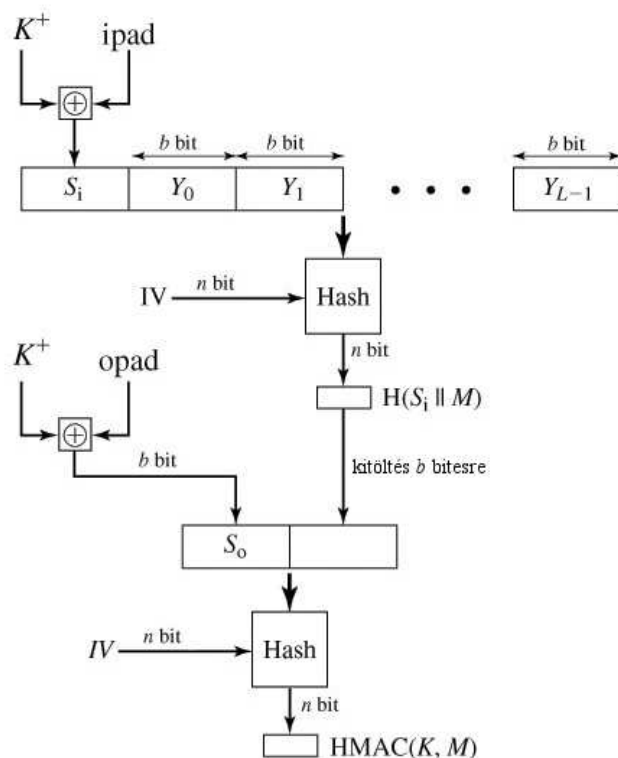 K⁺ ipad
⊕
b bit b bit b bit
Sᵢ Y₀ Y₁ • • • Y_{L−1}
IV n bit Hash
n bit
K⁺ opad
H(Sᵢ || M)
⊕
b bit
kitöltés b bitesre
Sₒ
IV n bit Hash
n bit
HMAC(K, M)